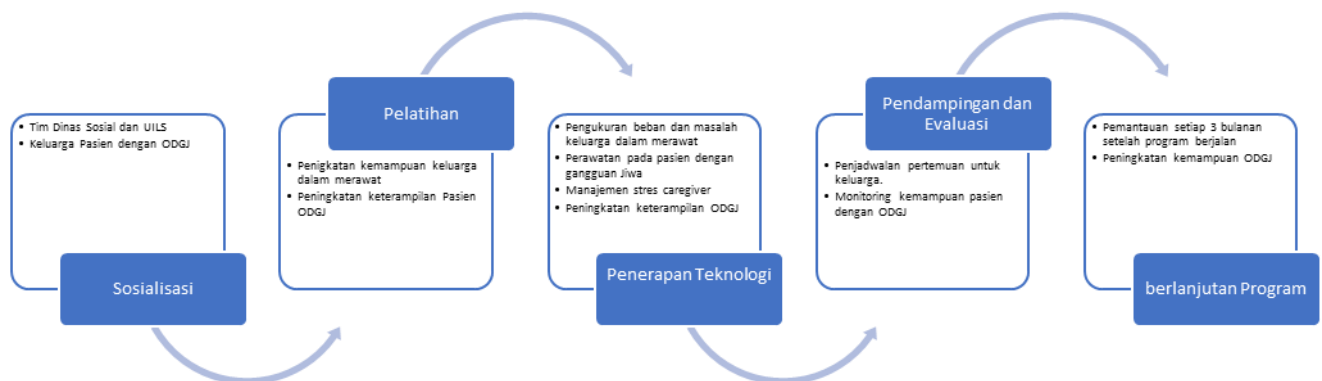 • Tim Dinas Sosial dan UILS
• Keluarga Pasien dengan ODGJ
Sosialisasi
Pelatihan
• Penigkatan kemampuan keluarga
dalam merawat
• Peningkatan keterampilan Pasien
ODGJ
• Pengukuran beban dan masalah
keluarga dalam merawat
• Perawatan pada pasien dengan
gangguan Jiwa
• Manajemen stres caregiver
• Peningkatan keterampilan ODGJ
Penerapan Teknologi
Pendampingan dan
Evaluasi
• Penjadwalan pertemuan untuk
keluarga.
• Monitoring kemampuan pasien
dengan ODGJ
• Pemantauan setiap 3 bulanan
setelah program berjalan
• Peningkatan kemampuan ODGJ
berlanjutan Program